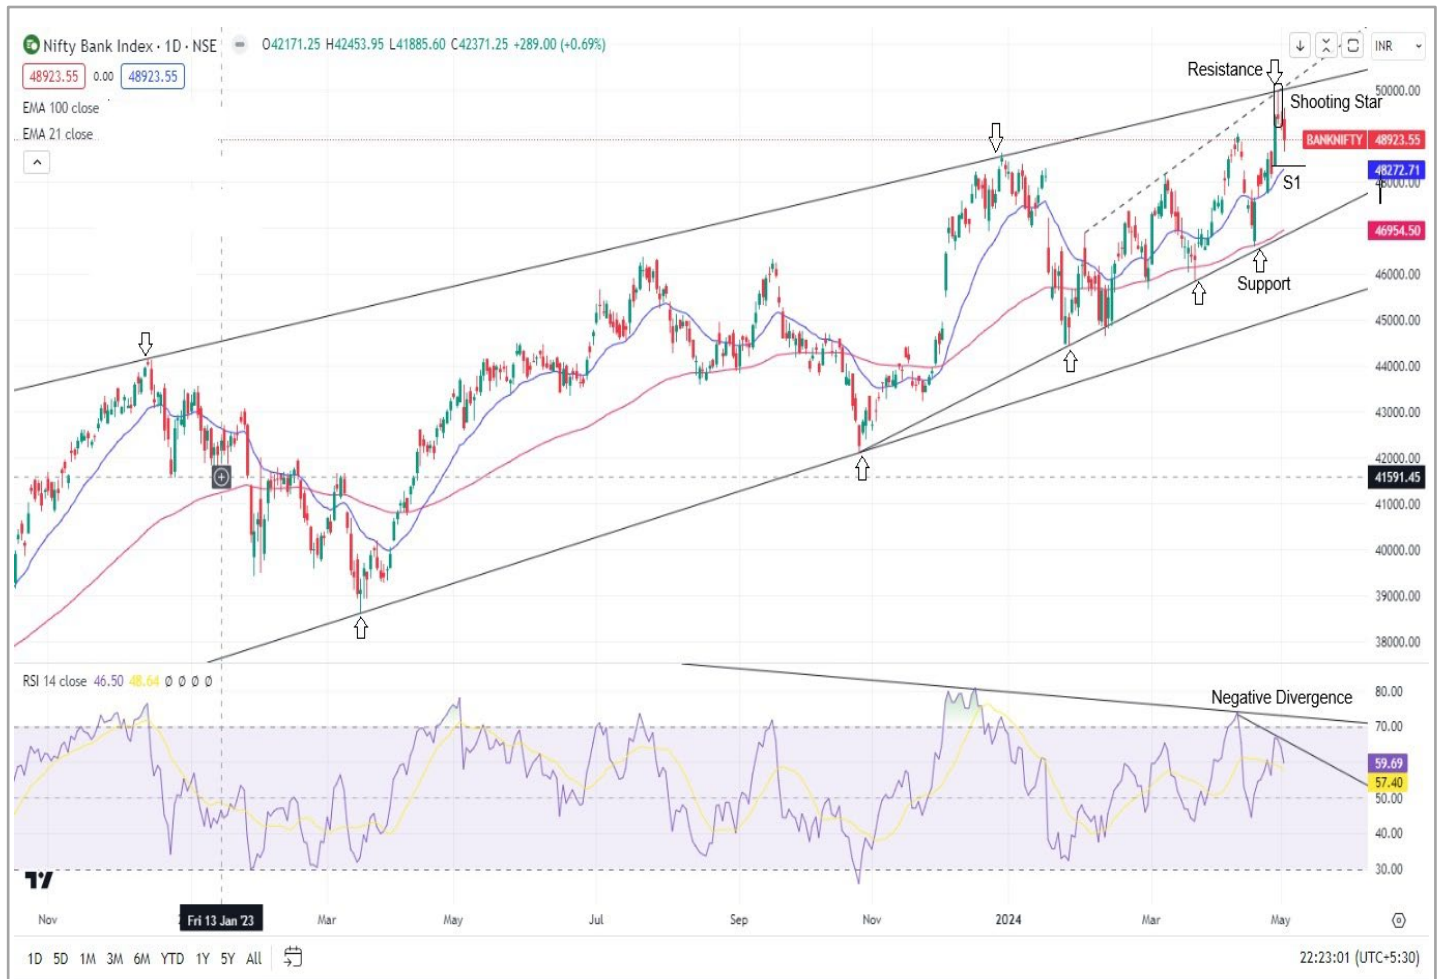 Nifty Bank Index · 1D · NSE O42171.25 H42453.95 L41885.60 C42371.25 +289.00 (+0.69%)
48923.55 0.00 48923.55
EMA 100 close
EMA 21 close
INR
Resistance
Shooting Star
S1
Support
50000.00
BANKNIFTY 48923.55
48272.71
48000.00
46954.50
46000.00
45000.00
44000.00
43000.00
42000.00
41591.45
41000.00
40000.00
39000.00
38000.00
RSI 14 close 46.50 48.64 Ø Ø Ø Ø
Negative Divergence
80.00
70.00
59.69
57.40
50.00
40.00
30.00
Nov Fri 13 Jan '23 Mar May Jul Sep Nov 2024 Mar May
1D 5D 1M 3M 6M YTD 1Y 5Y All
22:23:01 (UTC+5:30)